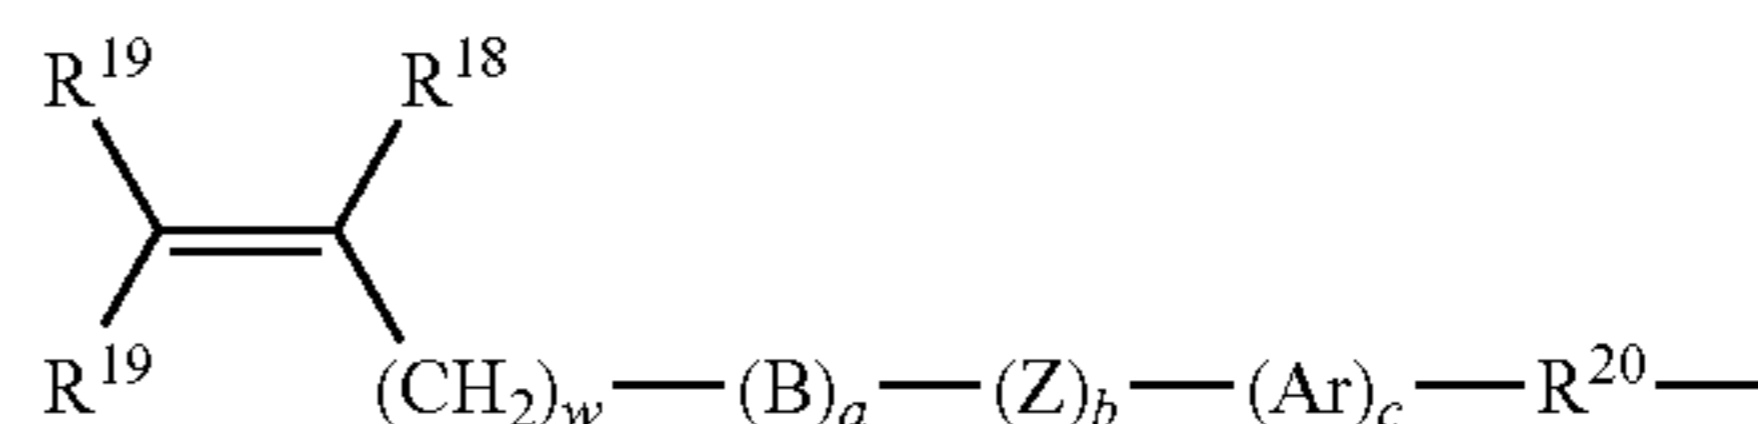 R¹⁹ R¹⁸
R¹⁹ (CH₂)w—(B)a—(Z)b—(Ar)c—R²⁰—